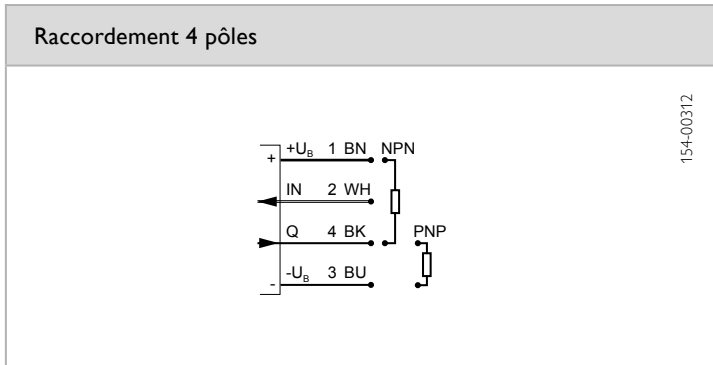 Raccordement 4 pôles
154-00312
+ +UB 1 BN NPN
IN 2 WH
Q 4 BK PNP
- -UB 3 BU